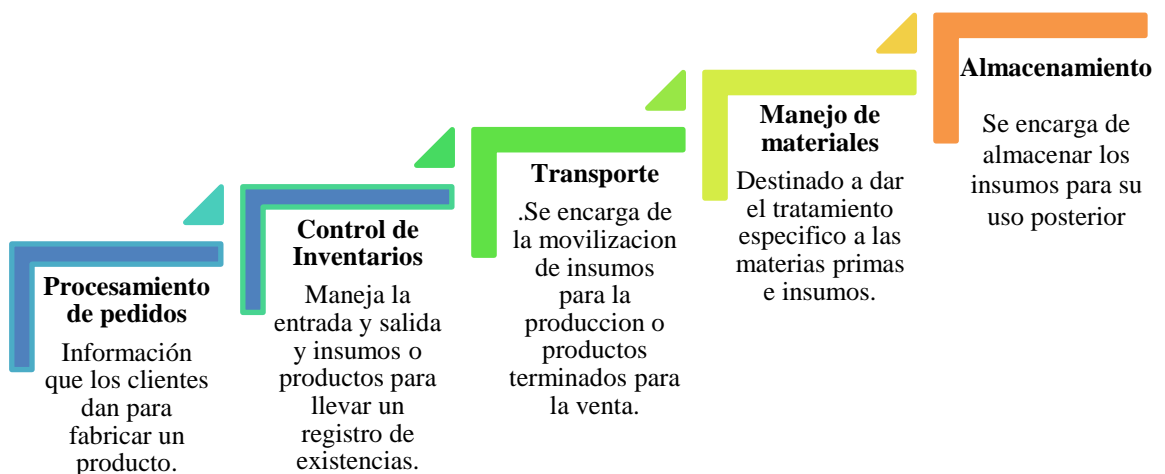 Procesamiento
de pedidos
Información
que los clientes
dan para
fabricar un
producto.
Control de
Inventarios
Maneja la
entrada y salida
y insumos o
productos para
llevar un
registro de
existencias.
Transporte
.Se encarga de
la movilizacion
de insumos
para la
produccion o
productos
terminados para
la venta.
Manejo de
materiales
Destinado a dar
el tratamiento
especifico a las
materias primas
e insumos.
Almacenamiento
Se encarga de
almacenar los
insumos para su
uso posterior